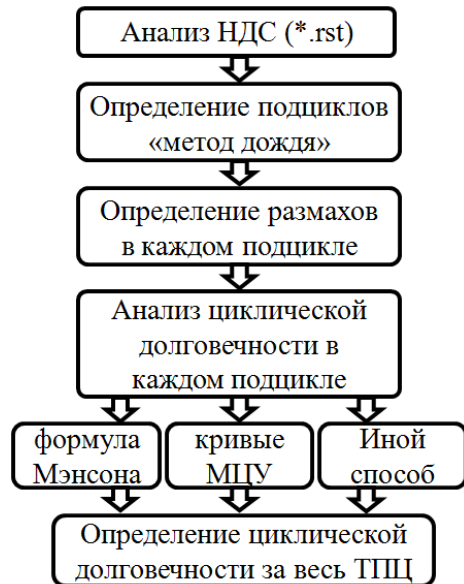 Анализ НДС (*.rst)
Определение подциклов
«метод дождя»
Определение размахов
в каждом подцикле
Анализ циклической
долговечности в
каждом подцикле
формула
Мэнсона
кривые
МЦУ
Иной
способ
Определение циклической
долговечности за весь ТПЦ